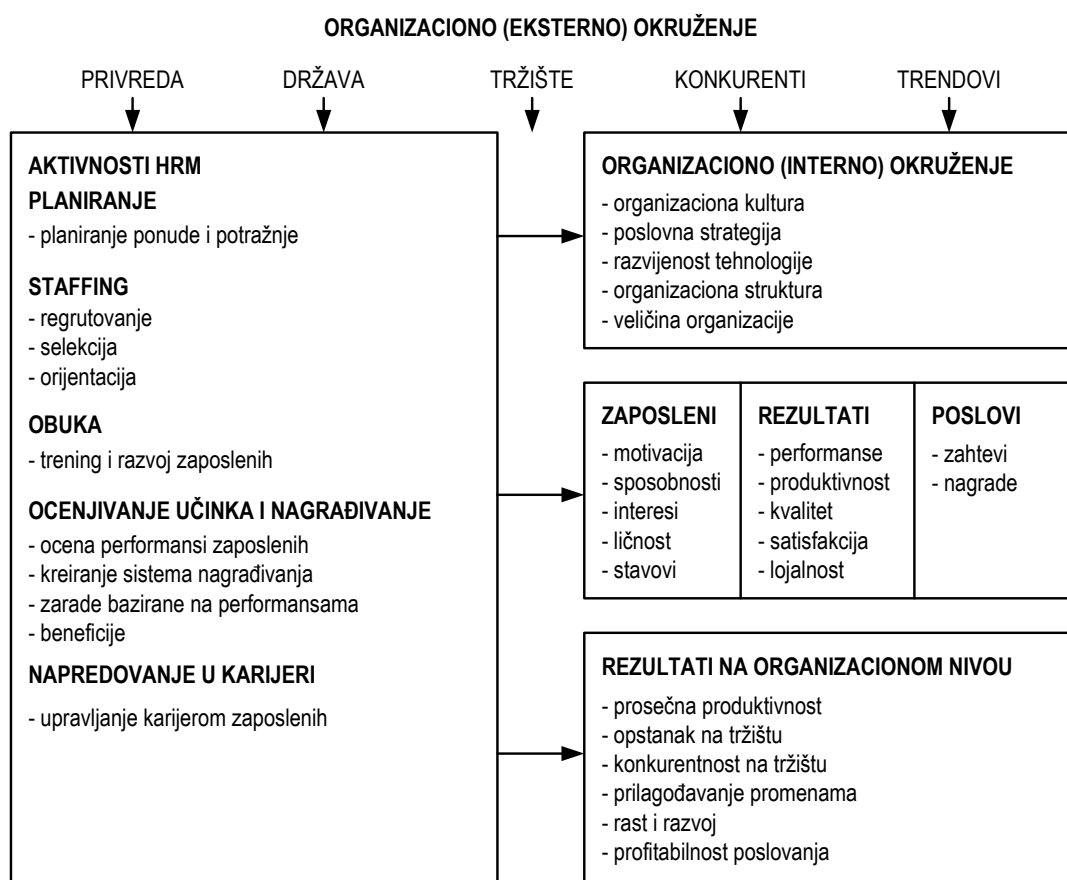 ORGANIZACIONO (EKSTERNO) OKRUŽENJE
PRIVREDA DRŽAVA TRŽIŠTE KONKURENTI TRENDOVI
AKTIVNOSTI HRM
PLANIRANJE
- planiranje ponude i potražnje
STAFFING
- regrutovanje
- selekcija
- orijentacija
OBUKA
- trening i razvoj zaposlenih
OCENJIVANJE UČINKA I NAGRAĐIVANJE
- ocena performansi zaposlenih
- kreiranje sistema nagrađivanja
- zarade bazirane na performansama
- beneficije
NAPREDOVANJE U KARIJERI
- upravljanje karijerom zaposlenih
ORGANIZACIONO (INTERNO) OKRUŽENJE
- organizaciona kultura
- poslovna strategija
- razvijenost tehnologije
- organizaciona struktura
- veličina organizacije
ZAPOSLENI
- motivacija
- sposobnosti
- interesi
- ličnost
- stavovi
REZULTATI
- performanse
- produktivnost
- kvalitet
- satisfakcija
- lojalnost
POSLOVI
- zahtevi
- nagrade
REZULTATI NA ORGANIZACIONOM NIVOU
- prosečna produktivnost
- opstanak na tržištu
- konkurentnost na tržištu
- prilagođavanje promenama
- rast i razvoj
- profitabilnost poslovanja